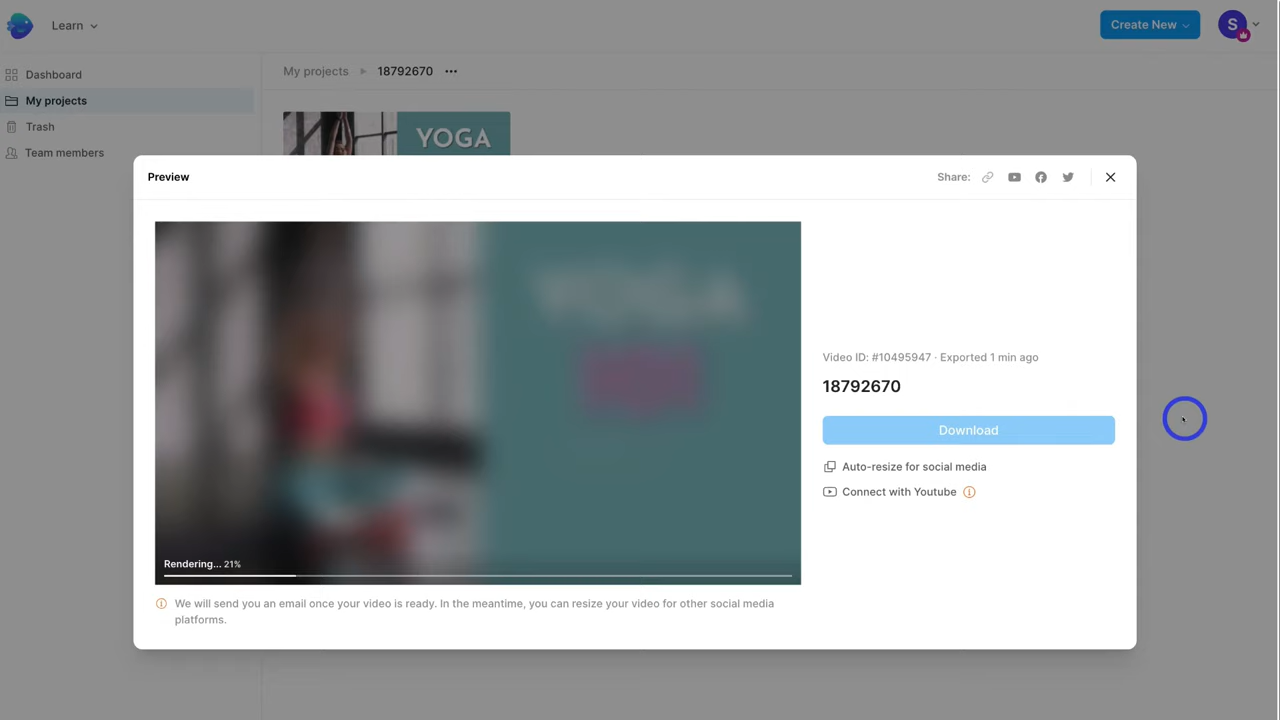 Learn
Create New
S
Dashboard
My projects
Trash
Team members
My projects
18792670
YOGA
Preview
Share:
YOGA
Rendering... 21%
We will send you an email once your video is ready. In the meantime, you can resize your video for other social media
platforms.
Video ID: #10495947 · Exported 1 min ago
18792670
Download
Auto-resize for social media
Connect with Youtube